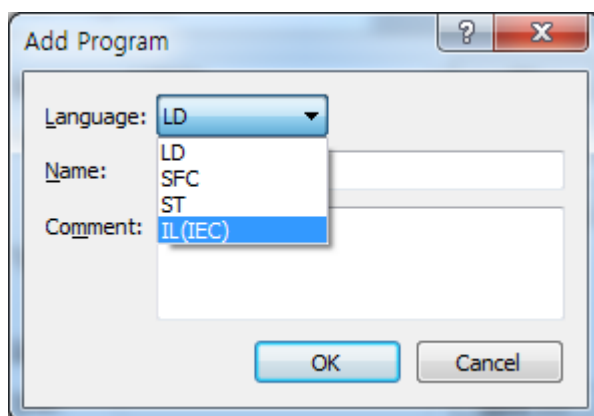 Add Program
Language: LD
LD
Name:
SFC
ST
Comment:
IL(IEC)
OK
Cancel